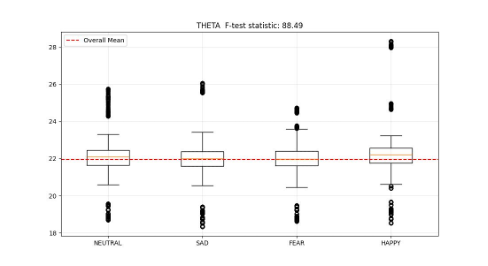 THETA F-test statistic: 88.49
Overall Mean
28
26
24
22
20
18
NEUTRAL SAD FEAR HAPPY